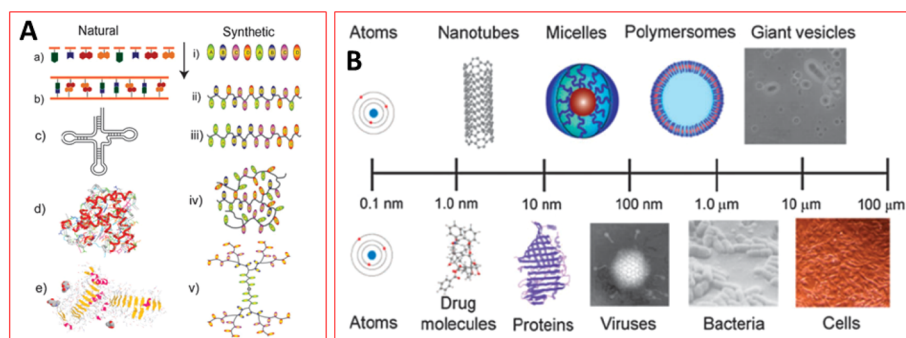 A
Natural
Synthetic
a)
i)
b)
ii)
c)
iii)
d)
iv)
e)
v)
B
Atoms
Nanotubes
Micelles
Polymersomes
Giant vesicles
0.1 nm
1.0 nm
10 nm
100 nm
1.0 μm
10 μm
100 μm
Atoms
Drug
molecules
Proteins
Viruses
Bacteria
Cells